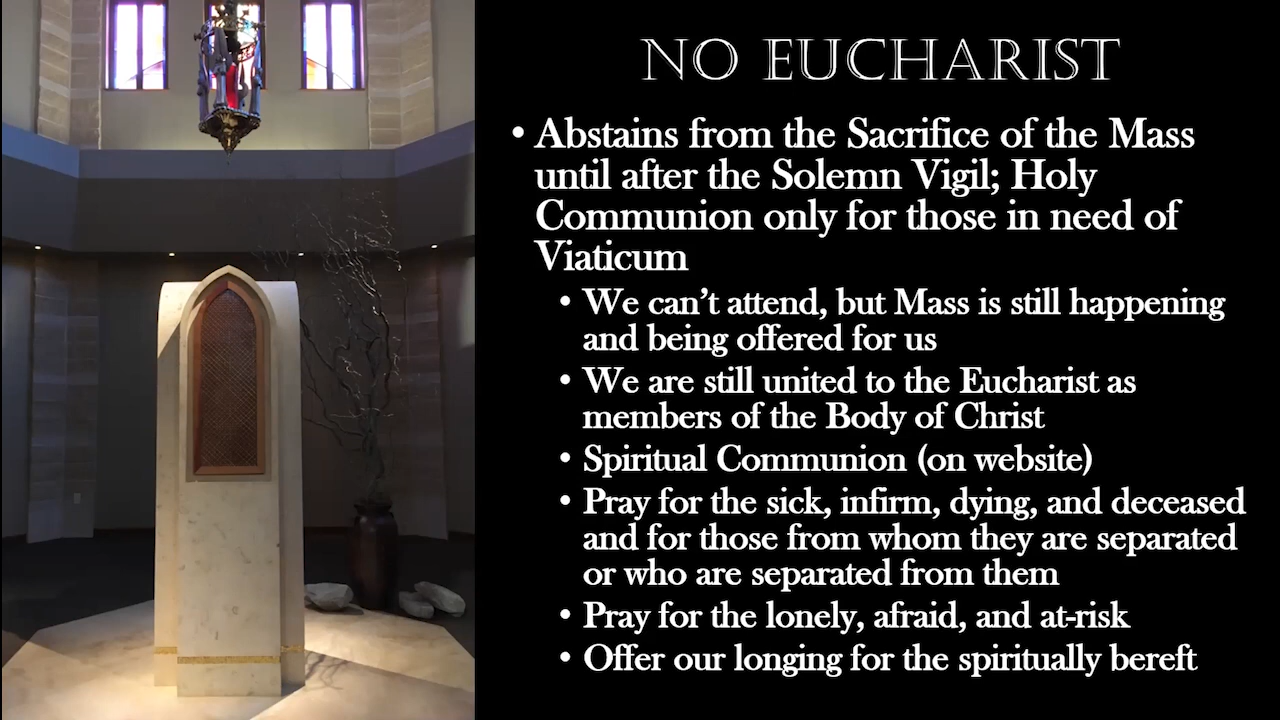 NO EUCHARIST
• Abstains from the Sacrifice of the Mass
until after the Solemn Vigil; Holy
Communion only for those in need of
Viaticum
• We can’t attend, but Mass is still happening
and being offered for us
• We are still united to the Eucharist as
members of the Body of Christ
• Spiritual Communion (on website)
• Pray for the sick, infirm, dying, and deceased
and for those from whom they are separated
or who are separated from them
• Pray for the lonely, afraid, and at-risk
• Offer our longing for the spiritually bereft